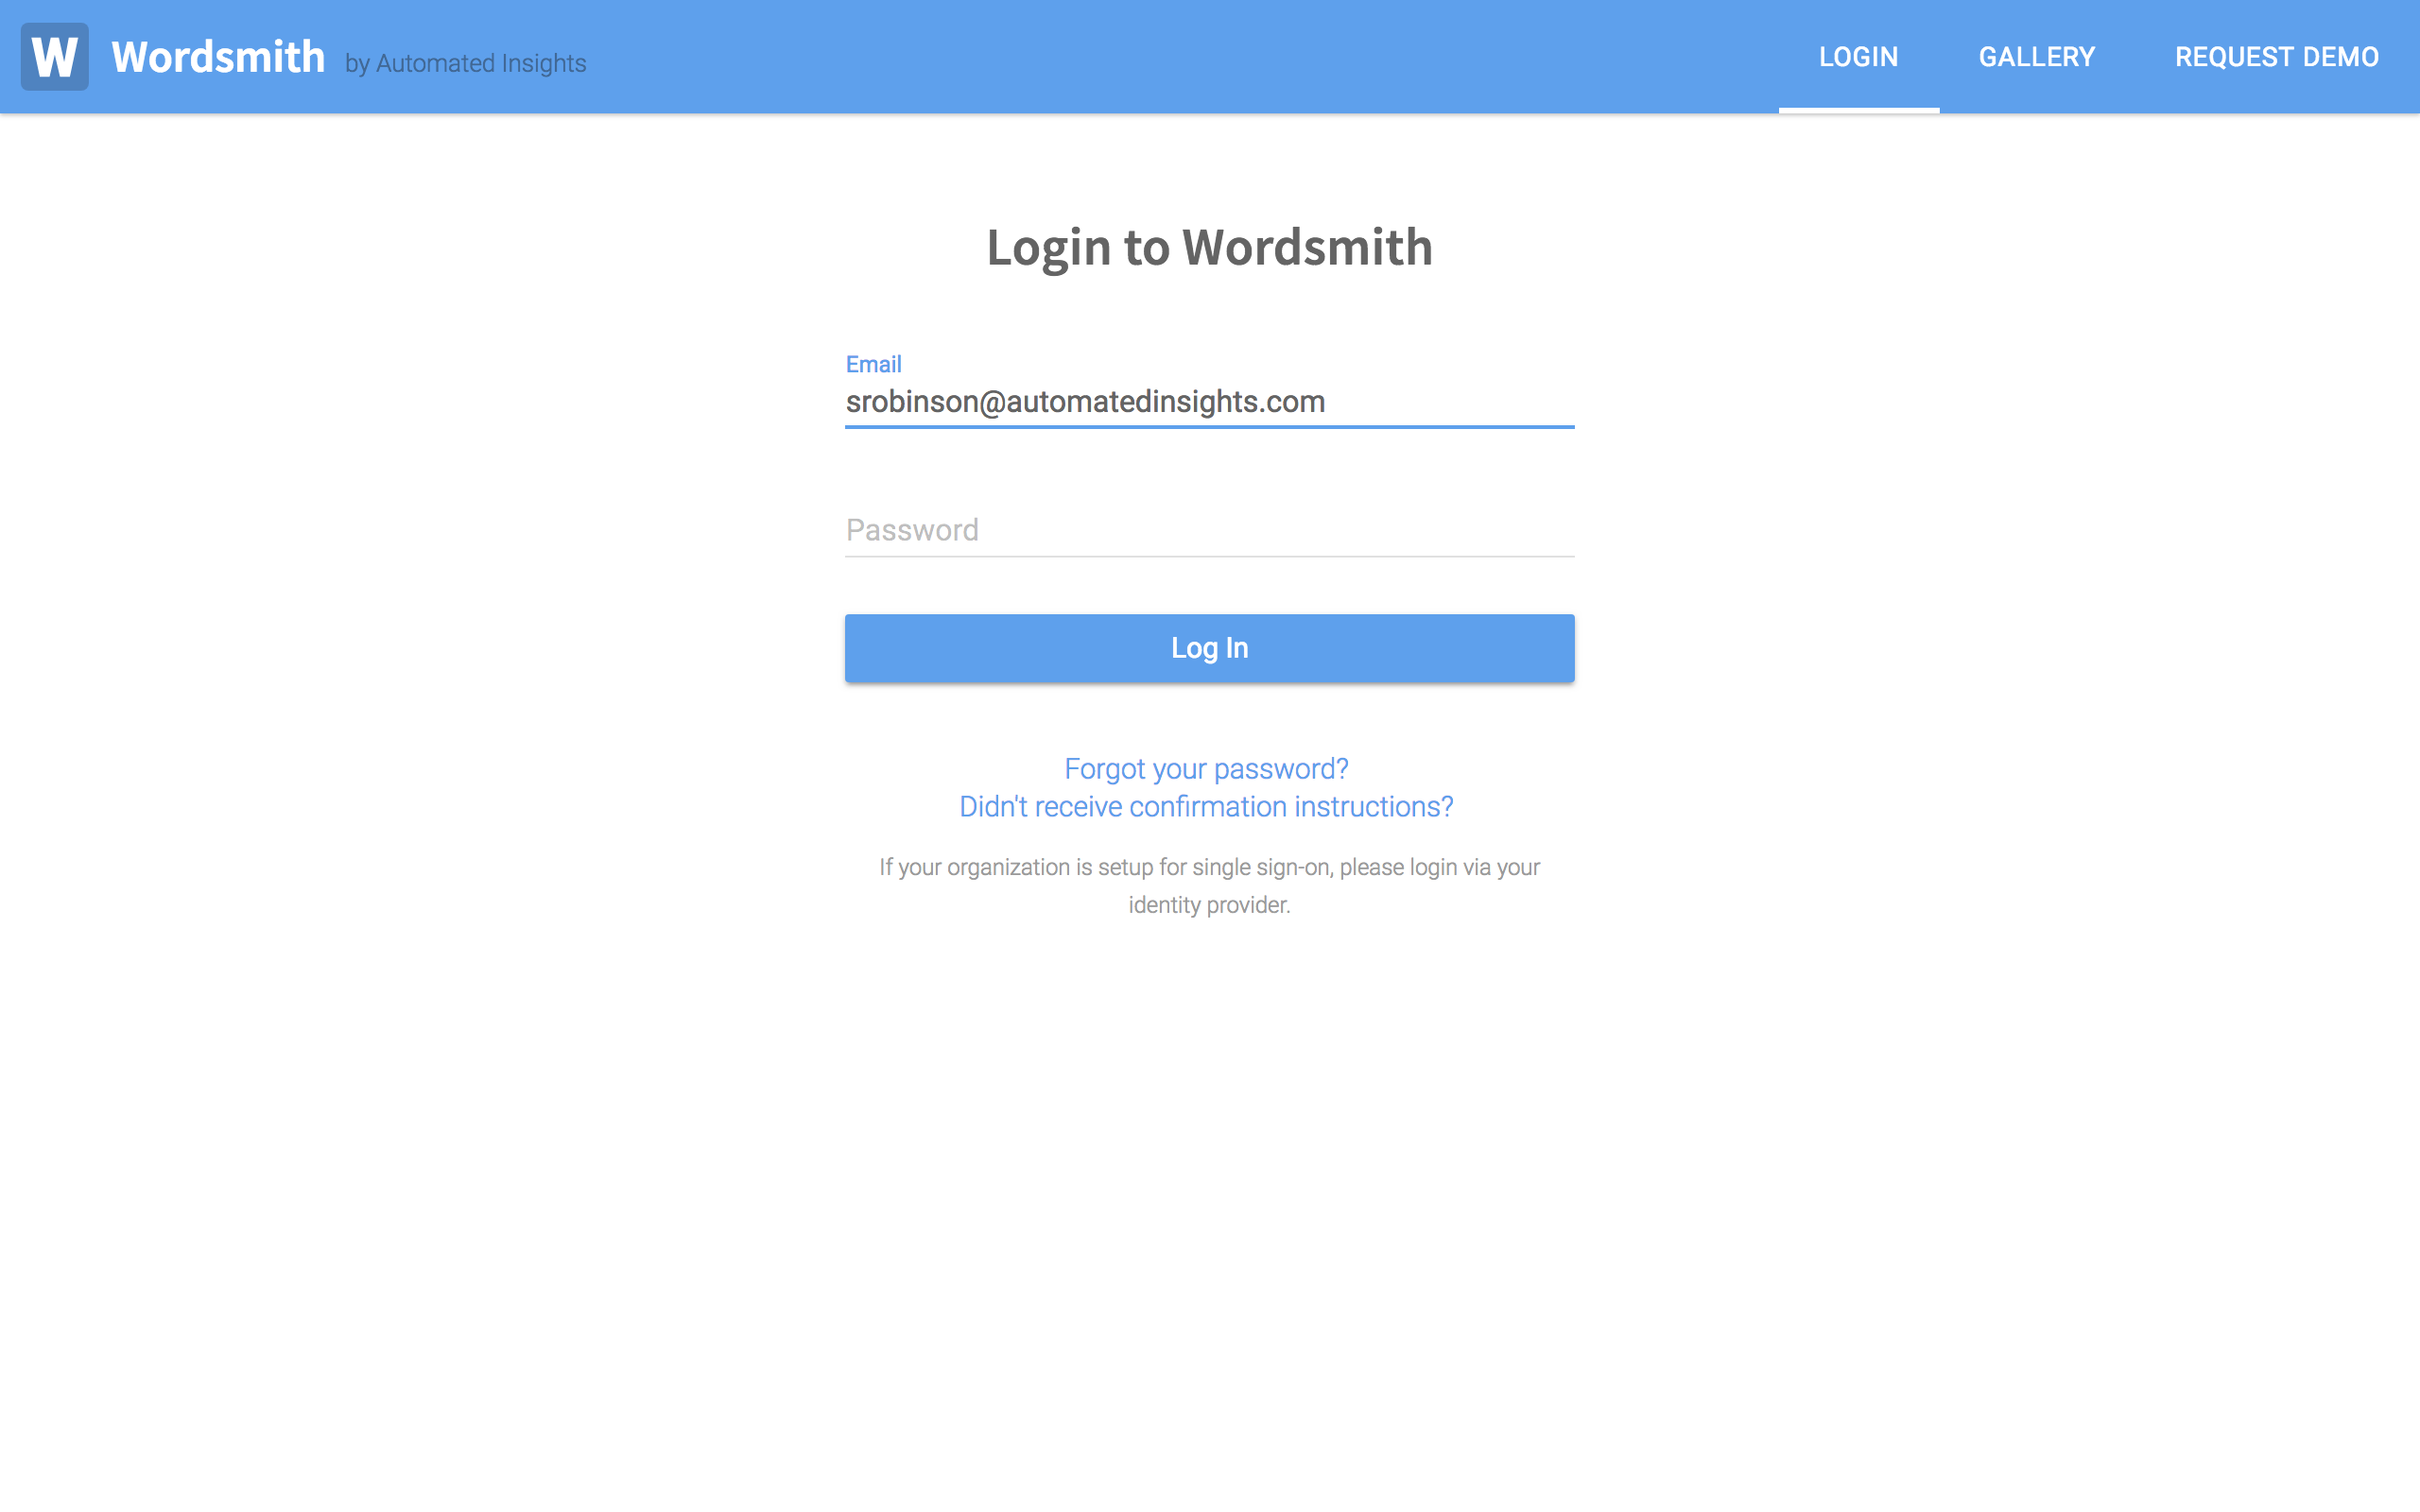 W Wordsmith by Automated Insights LOGIN GALLERY REQUEST DEMO
Login to Wordsmith
Email
srobinson@automatedinsights.com
Password
Log In
Forgot your password?
Didn't receive confirmation instructions?
If your organization is setup for single sign-on, please login via your
identity provider.